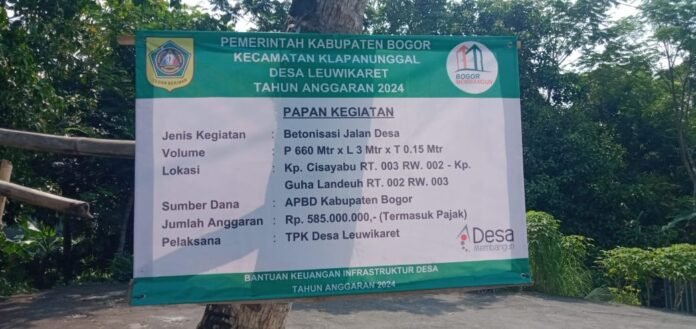 PEMERINTAH KABUPATEN BOGOR
KECAMATAN KLAPANUNGGAL
DESA LEUWIKARET
TAHUN ANGGARAN 2024
BOGOR
MEMBANGUN
PAPAN KEGIATAN
Jenis Kegiatan : Betonisasi Jalan Desa
Volume : P 660 Mtr x L 3 Mtr x T 0.15 Mtr
Lokasi : Kp. Cisayabu RT. 003 RW. 002 - Kp.
Guha Landeuh RT. 002 RW. 003
Sumber Dana : APBD Kabupaten Bogor
Jumlah Anggaran : Rp. 585.000.000,- (Termasuk Pajak)
Pelaksana : TPK Desa Leuwikaret
Desa
Membangun
BANTUAN KEUANGAN INFRASTRUKTUR DESA
TAHUN ANGGARAN 2024